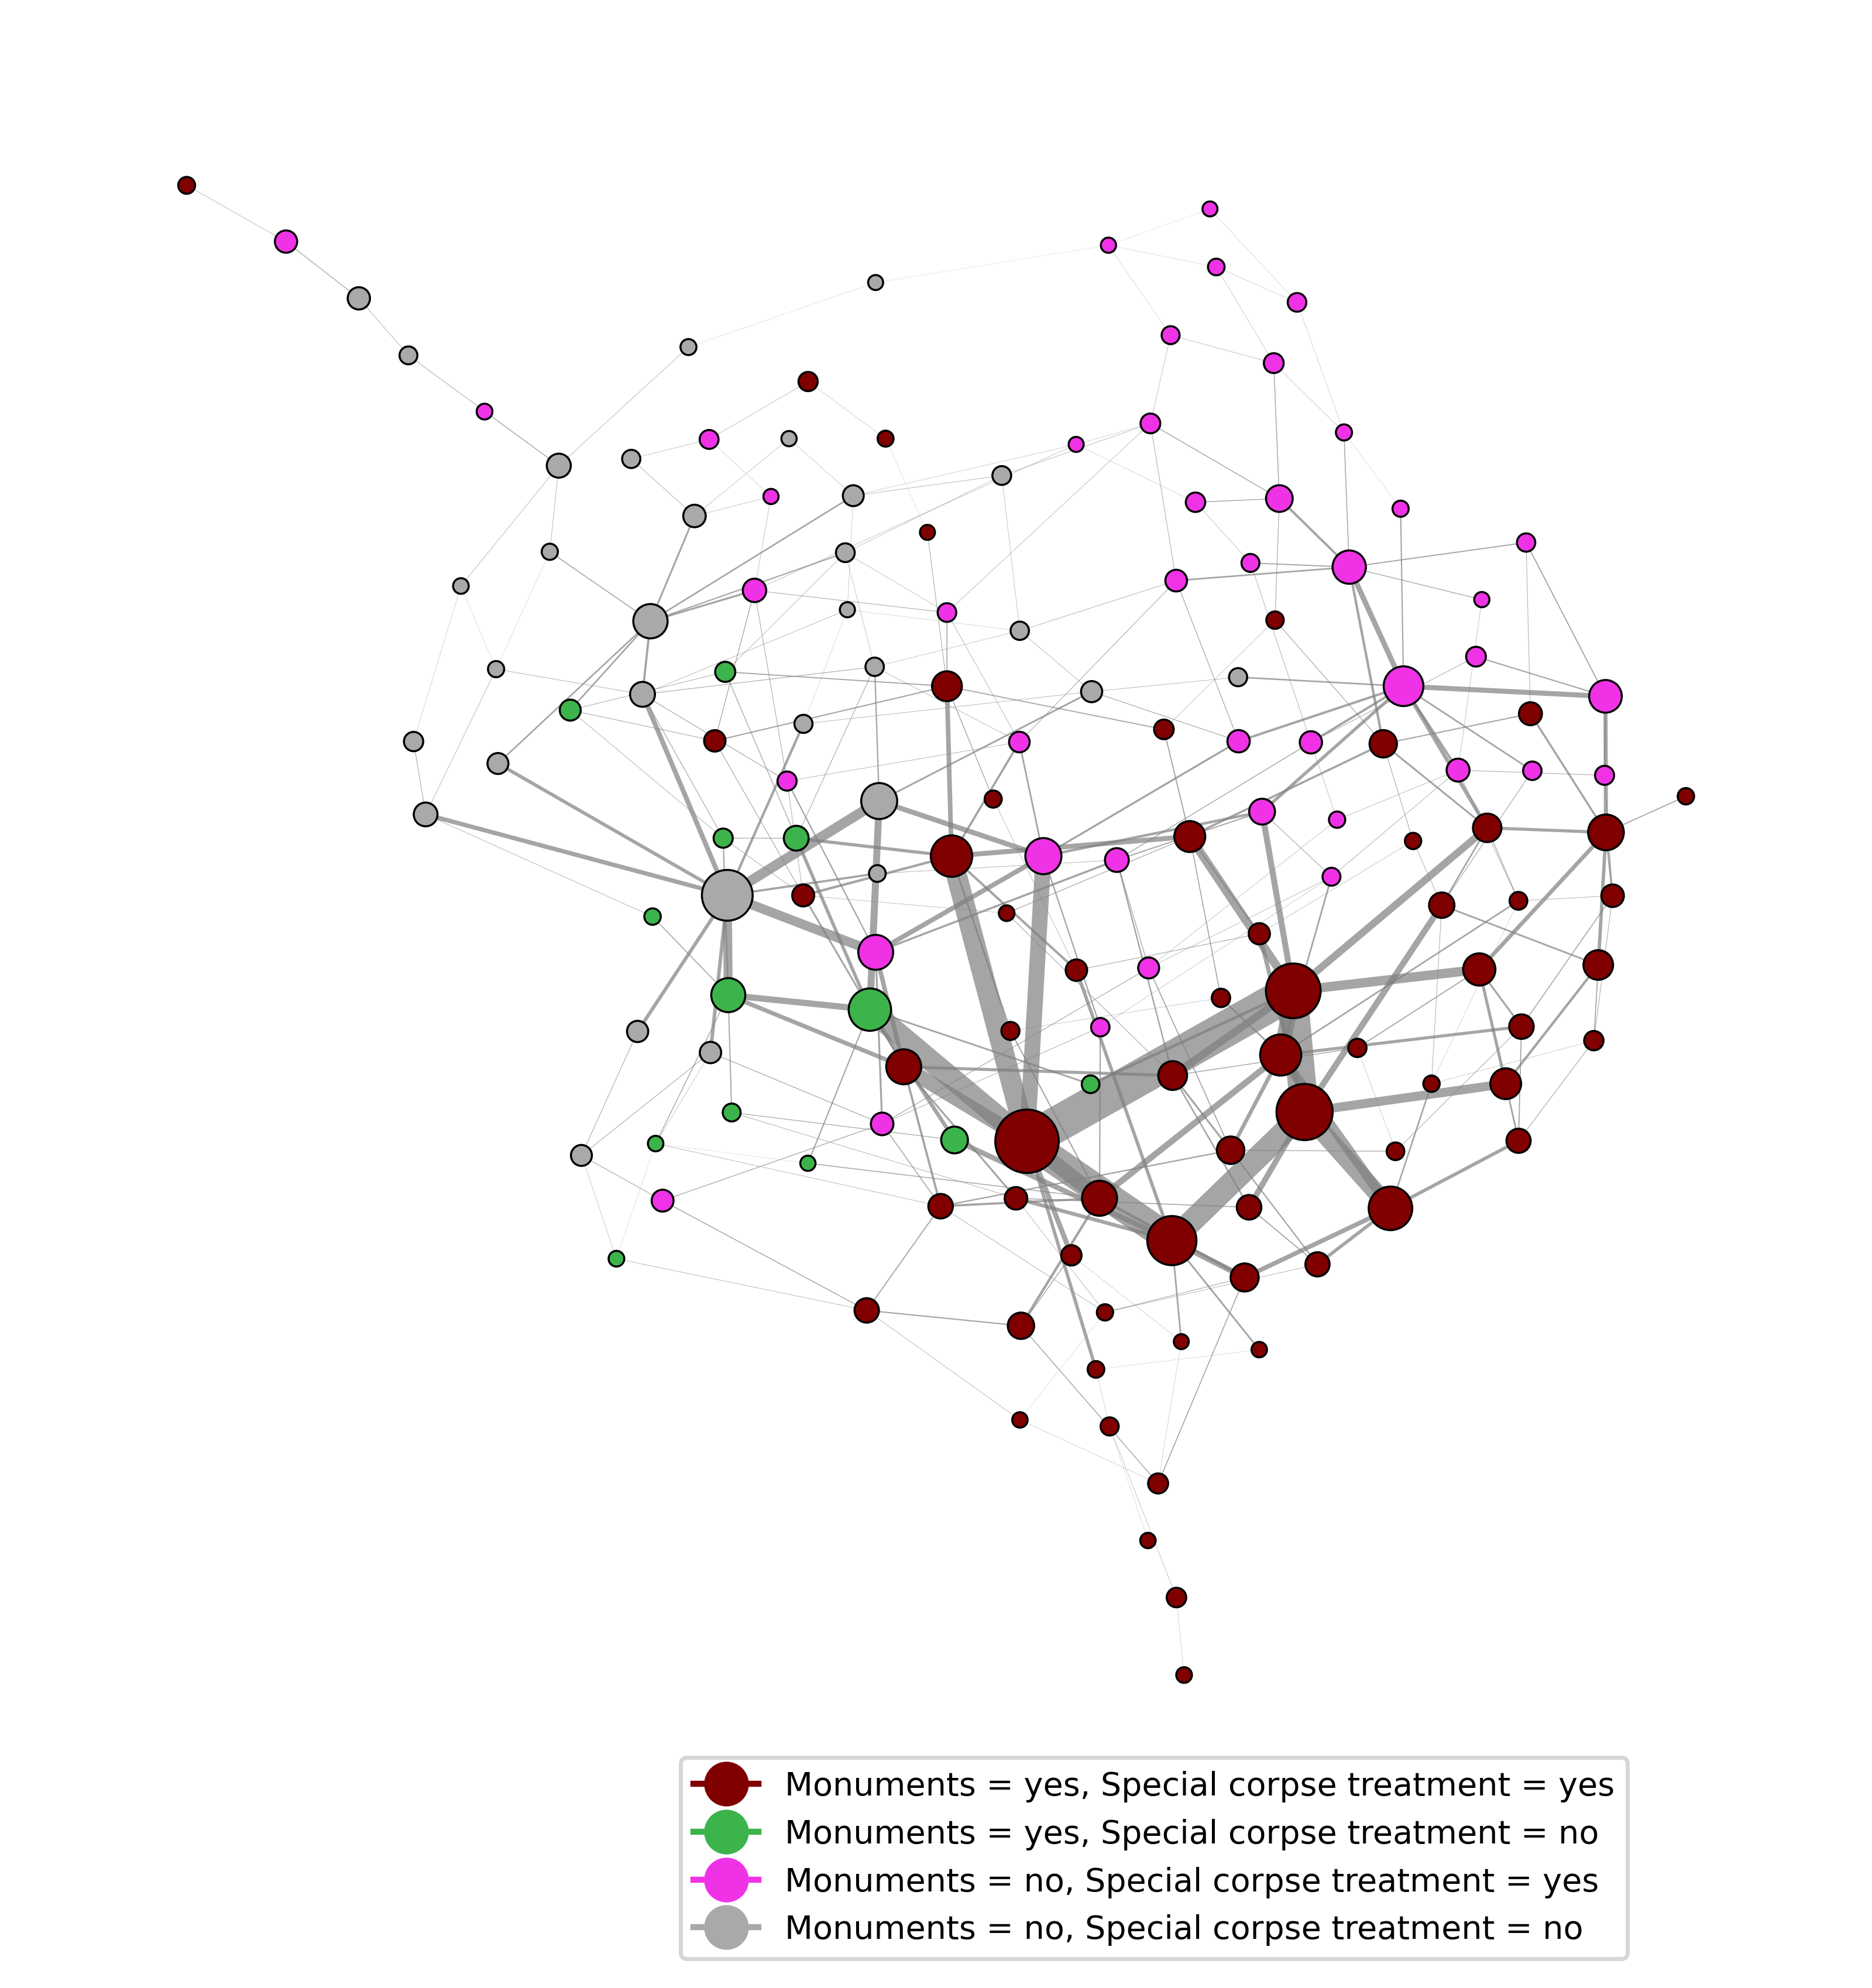 Monuments = yes, Special corpse treatment = yes
Monuments = yes, Special corpse treatment = no
Monuments = no, Special corpse treatment = yes
Monuments = no, Special corpse treatment = no